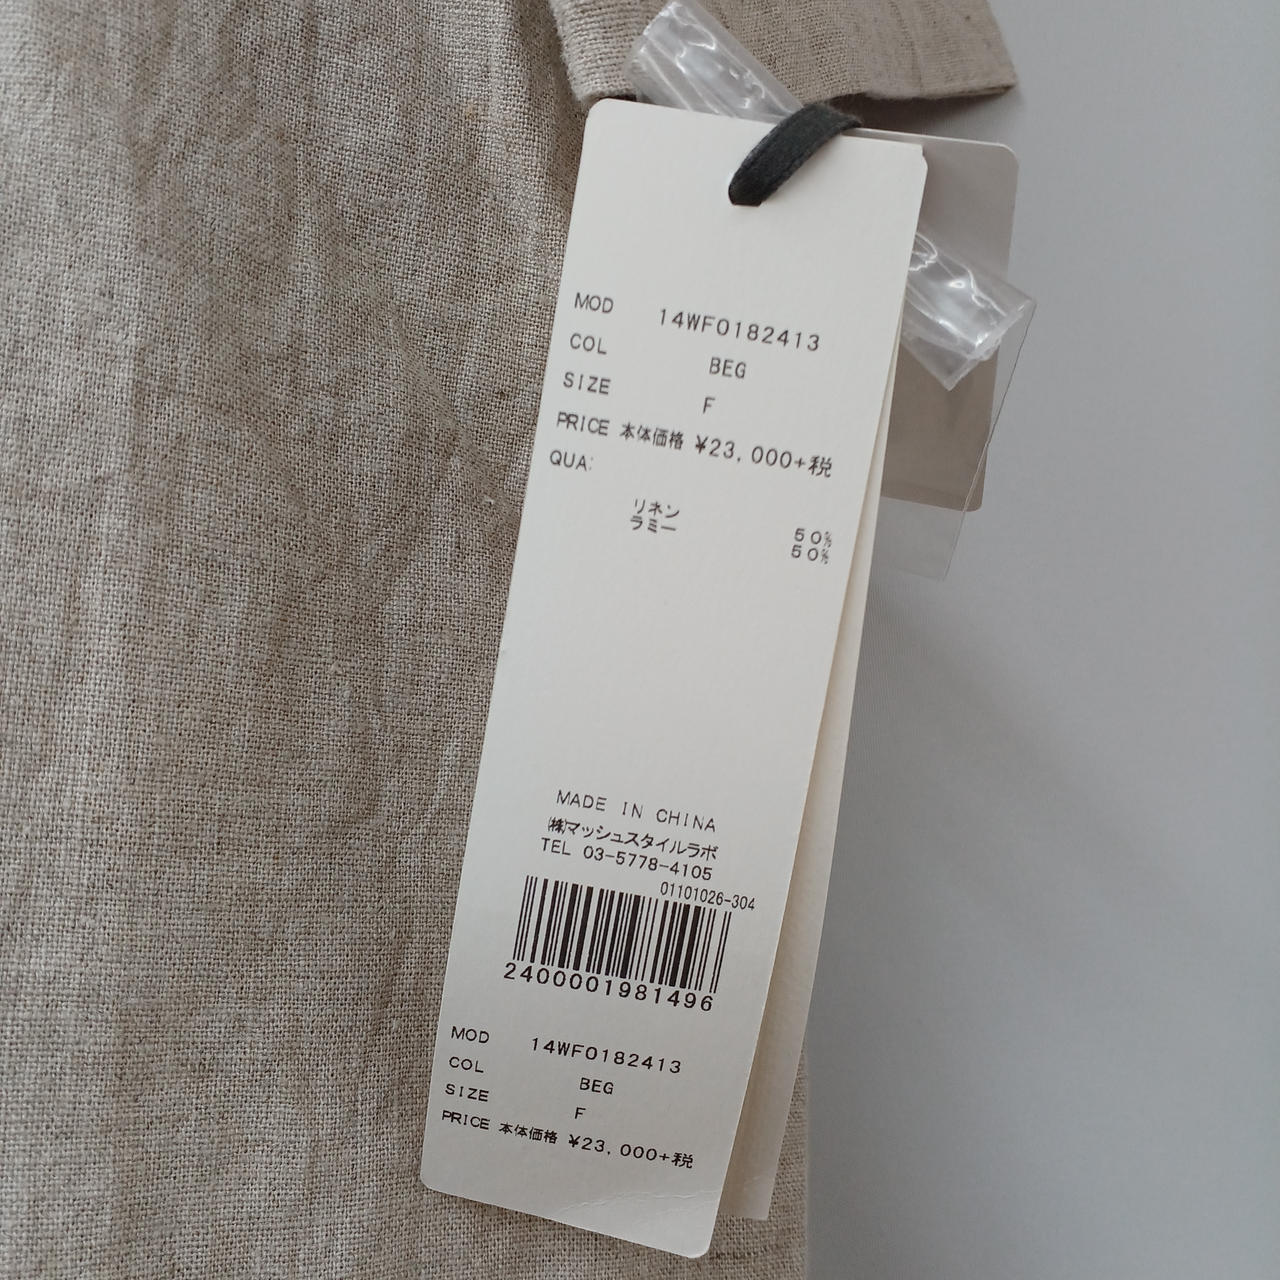 MOD 14WF0182413
COL BEG
SIZE F
PRICE 本体価格 ¥23,000+税
QUA:
リネン 50%
ラミー 50%
MADE IN CHINA
㈱マッシュスタイルラボ
TEL 03-5778-4105
01101026-304
2400001981496
MOD 14WF0182413
COL BEG
SIZE F
PRICE 本体価格 ¥23,000+税